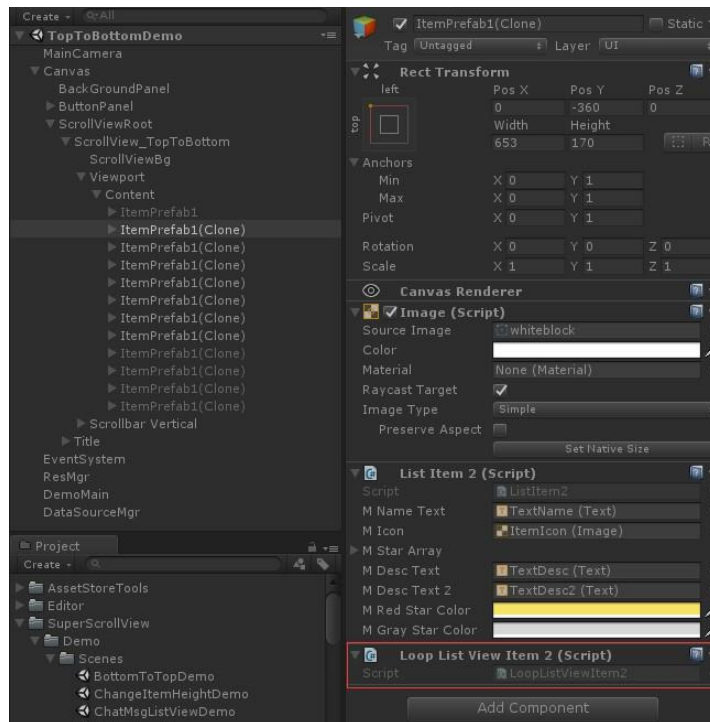 Create
All
TopToBottomDemo
MainCamera
Canvas
BackGroundPanel
ButtonPanel
ScrollViewRoot
ScrollView_TopToBottom
ScrollViewBg
Viewport
Content
ItemPrefab1
ItemPrefab1(Clone)
ItemPrefab1(Clone)
ItemPrefab1(Clone)
ItemPrefab1(Clone)
ItemPrefab1(Clone)
ItemPrefab1(Clone)
ItemPrefab1(Clone)
ItemPrefab1(Clone)
ItemPrefab1(Clone)
ItemPrefab1(Clone)
ItemPrefab1(Clone)
Scrollbar Vertical
Title
EventSystem
ResMgr
DemoMain
DataSourceMgr
Project
Create
AssetStoreTools
Editor
SuperScrollView
Demo
Scenes
BottomToTopDemo
ChangeItemHeightDemo
ChatMsgListViewDemo
ItemPrefab1(Clone) Static
Tag Untagged Layer UI
Rect Transform
left Pos X Pos Y Pos Z
top 0 -360 0
Width Height
653 170 R
Anchors
Min X 0 Y 1
Max X 0 Y 1
Pivot X 0 Y 1
Rotation X 0 Y 0 Z 0
Scale X 1 Y 1 Z 1
Canvas Renderer
Image (Script)
Source Image whiteblock
Color
Material None (Material)
Raycast Target
Image Type Simple
Preserve Aspect
Set Native Size
List Item 2 (Script)
Script ListItem2
M Name Text TextName (Text)
M Icon ItemIcon (Image)
M Star Array
M Desc Text TextDesc (Text)
M Desc Text 2 TextDesc2 (Text)
M Red Star Color
M Gray Star Color
Loop List View Item 2 (Script)
Script LoopListViewItem2
Add Component